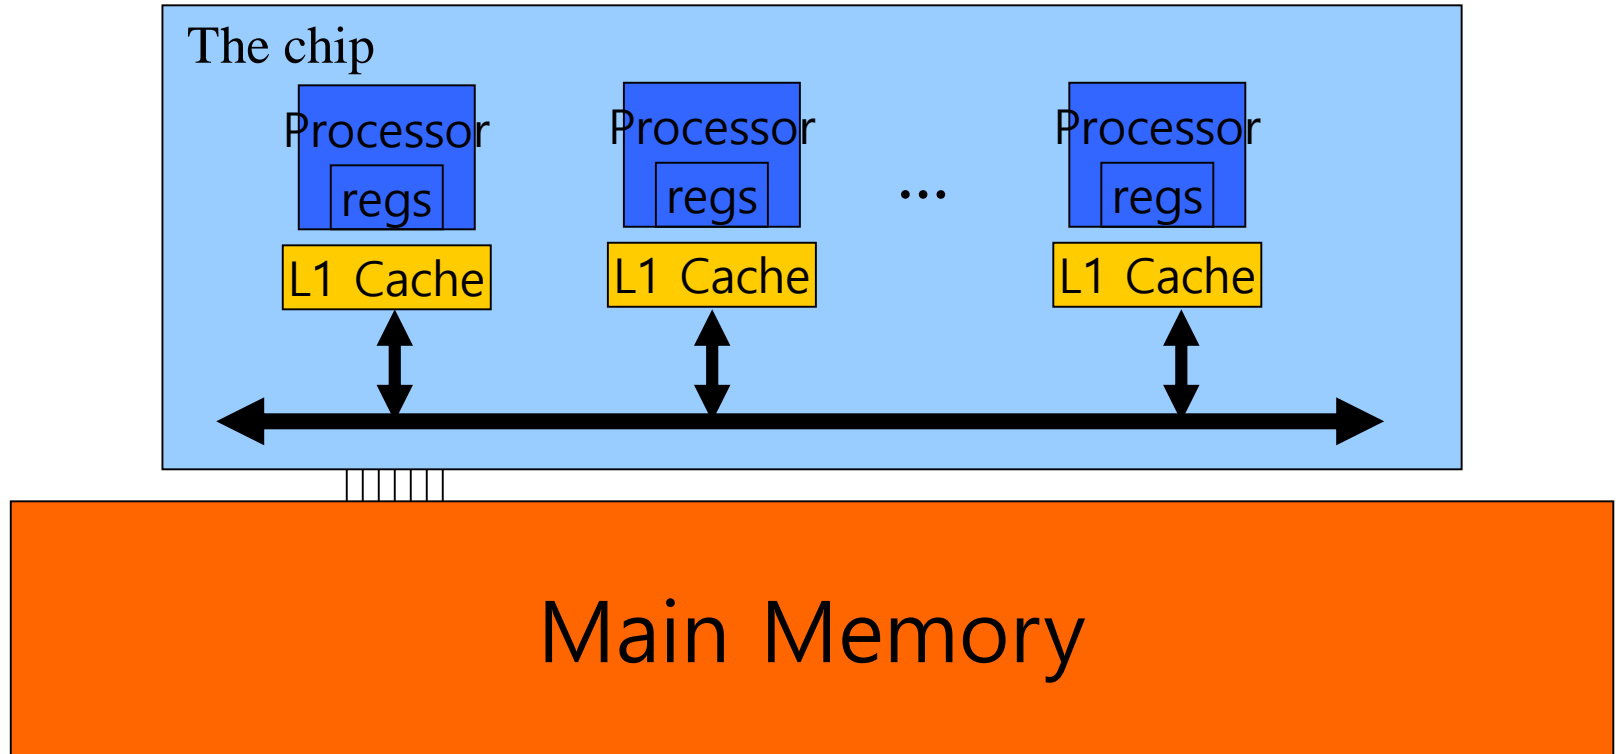 The chip
Processor
regs
L1 Cache
Processor
regs
L1 Cache
...
Processor
regs
L1 Cache
Main Memory